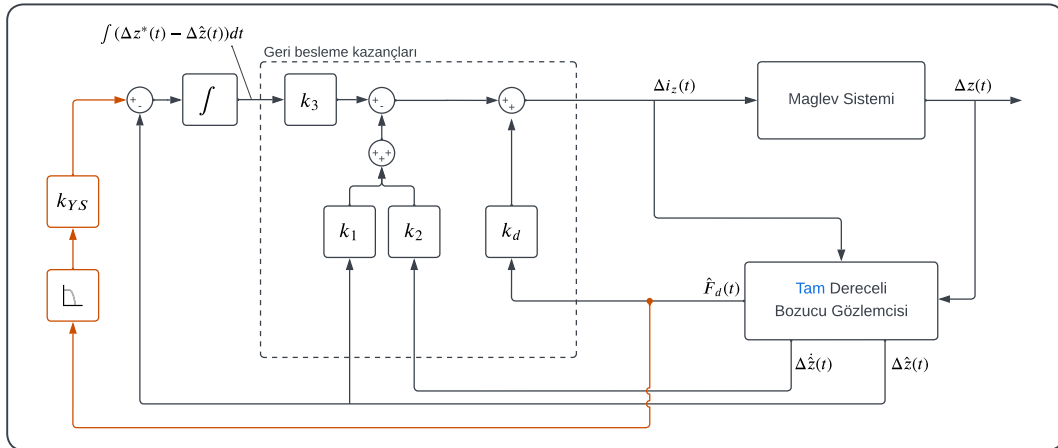 ∫(Δz*(t) − Δẑ(t))dt
Geri besleme kazançları
+ -
∫
k₃
+ -
+ +
Δi_z(t)
Maglev Sistemi
Δz(t)
+ + +
k_YS
k₁
k₂
k_d
F̂_d(t)
Tam Dereceli
Bozucu Gözlemcisi
Δẑ̇(t)
Δẑ(t)